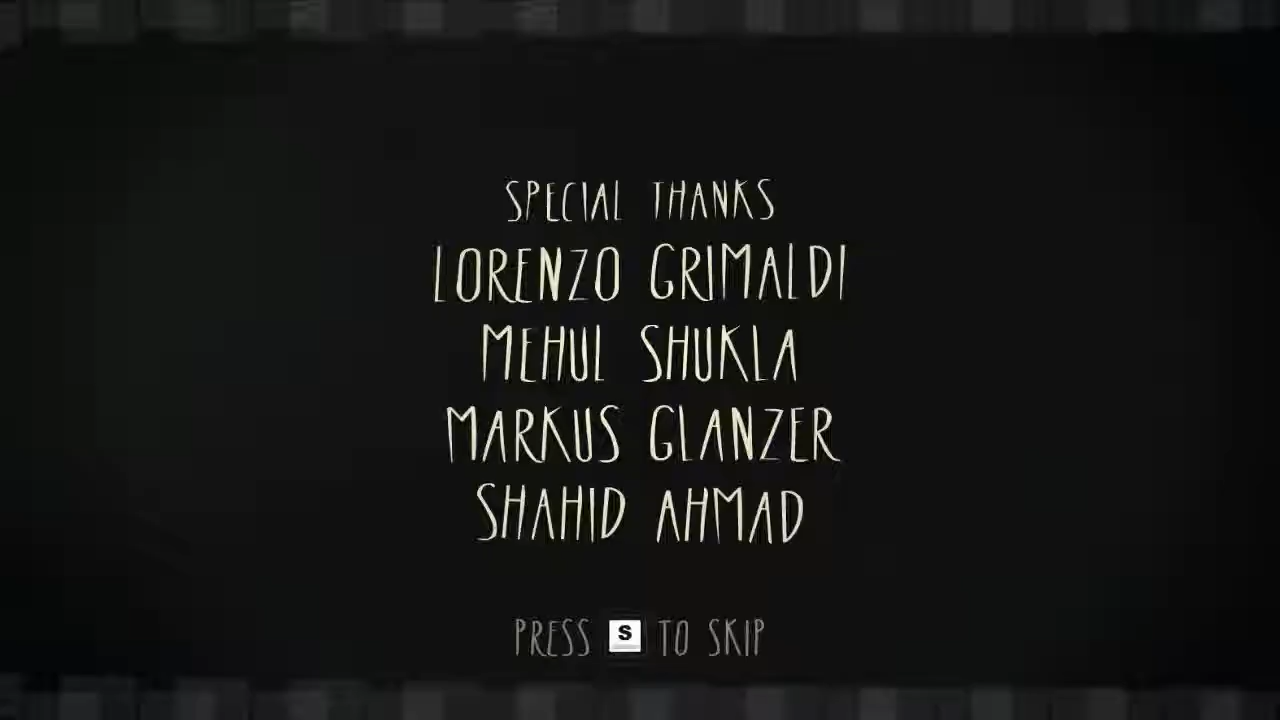 SPECIAL THANKS
LORENZO GRIMALDI
MEHUL SHUKLA
MARKUS GLANZER
SHAHID AHMAD
PRESS S TO SKIP